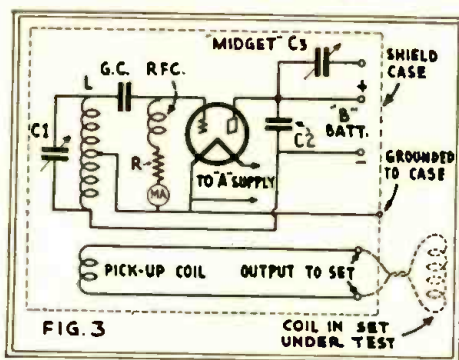 "MIDGET" C3
SHIELD
CASE
L
G.C.
RFC.
+
"B"
BATT.
C1
C2
-
R
MA
TO "A" SUPPLY
GROUNDED
TO CASE
PICK-UP COIL
OUTPUT TO SET
COIL IN SET
UNDER TEST
FIG. 3